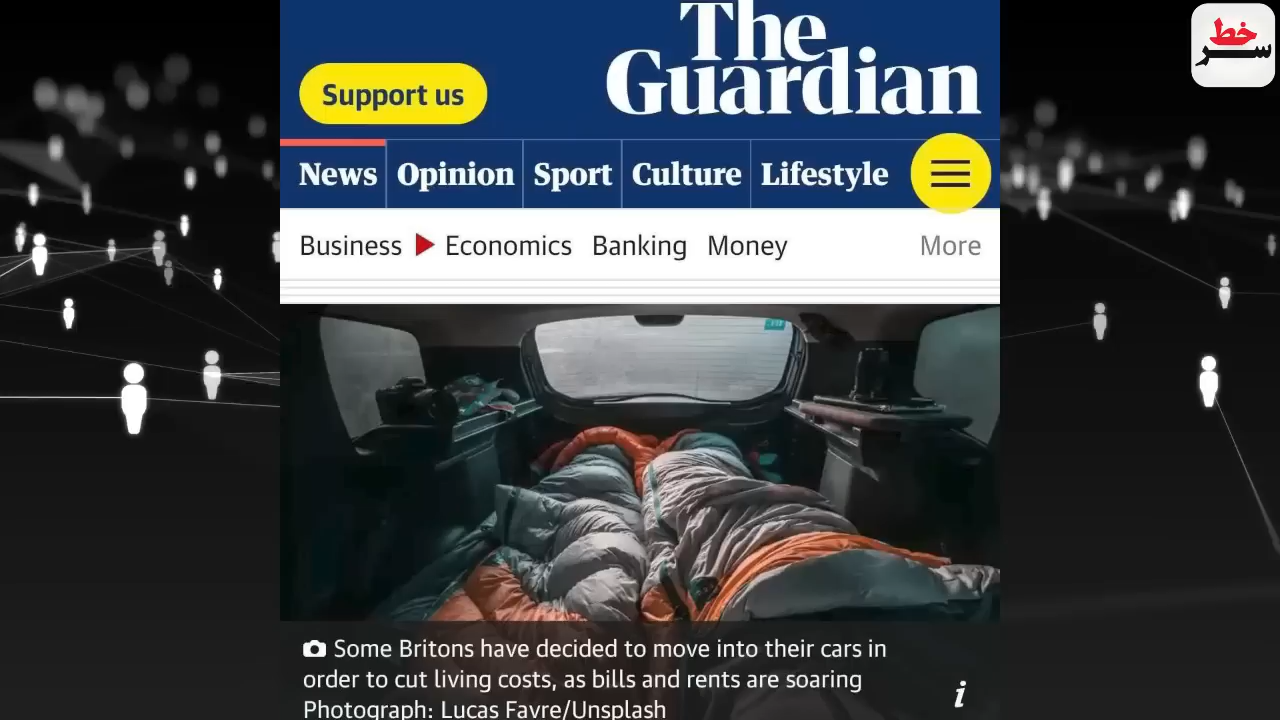 خط
سر
The
Guardian
Support us
News Opinion Sport Culture Lifestyle
Business Economics Banking Money More
Some Britons have decided to move into their cars in
order to cut living costs, as bills and rents are soaring
Photograph: Lucas Favre/Unsplash
i